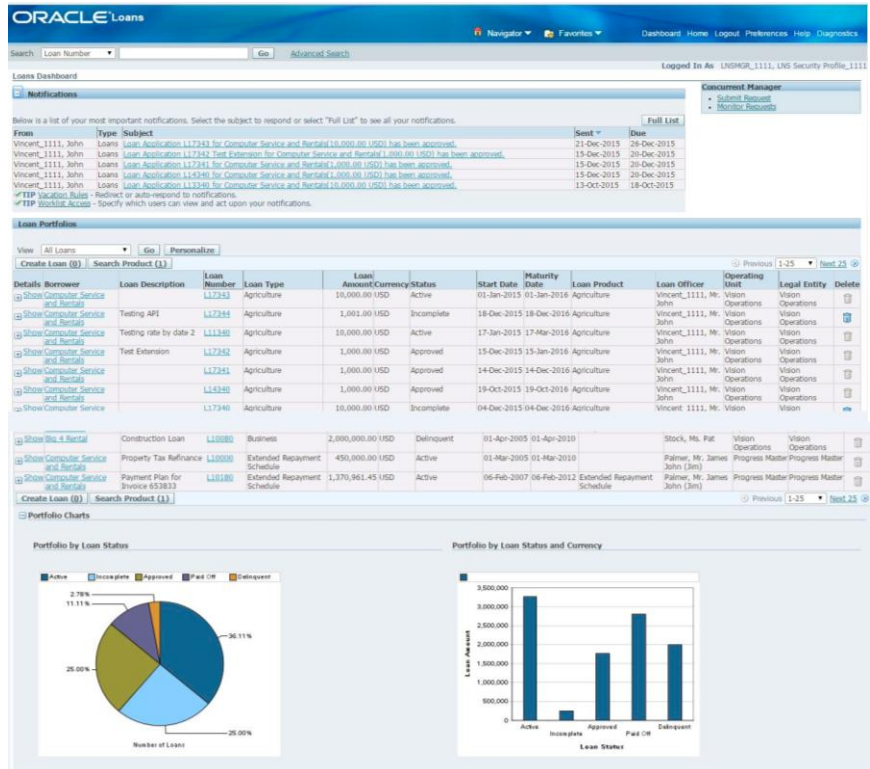 ORACLE Loans
Navigator Favorites Dashboard Home Logout Preferences Help Diagnostics
Search Loan Number Go Advanced Search
Logged In As LNSMGR_1111, LNS Security Profile_1111
Loans Dashboard
Notifications
Concurrent Manager
Submit Request
Monitor Requests
Below is a list of your most important notifications. Select the subject to respond or select "Full List" to see all your notifications. Full List
From Type Subject Sent Due
Vincent_1111, John Loans Loan Application L17343 for Computer Service and Rentals(10,000.00 USD) has been approved. 21-Dec-2015 26-Dec-2015
Vincent_1111, John Loans Loan Application L17342 Test Extension for Computer Service and Rentals(1,000.00 USD) has been approved. 15-Dec-2015 20-Dec-2015
Vincent_1111, John Loans Loan Application L17341 for Computer Service and Rentals(1,000.00 USD) has been approved. 15-Dec-2015 20-Dec-2015
Vincent_1111, John Loans Loan Application L14340 for Computer Service and Rentals(1,000.00 USD) has been approved. 15-Dec-2015 20-Dec-2015
Vincent_1111, John Loans Loan Application L13340 for Computer Service and Rentals(10,000.00 USD) has been approved. 13-Oct-2015 18-Oct-2015
TIP Vacation Rules - Redirect or auto-respond to notifications.
TIP Worklist Access - Specify which users can view and act upon your notifications.
Loan Portfolios
View All Loans Go Personalize
Create Loan (0) Search Product (1) Previous 1-25 Next 25
Details Borrower Loan Description Loan Number Loan Type Loan Amount Currency Status Start Date Maturity Date Loan Product Loan Officer Operating Unit Legal Entity Delete
Show Computer Service and Rentals L17343 Agriculture 10,000.00 USD Active 01-Jan-2015 01-Jan-2016 Agriculture Vincent_1111, Mr. John Vision Operations Vision Operations
Show Computer Service and Rentals Testing API L17344 Agriculture 1,001.00 USD Incomplete 18-Dec-2015 18-Dec-2016 Agriculture Vincent_1111, Mr. John Vision Operations Vision Operations
Show Computer Service and Rentals Testing rate by date 2 L11340 Agriculture 10,000.00 USD Active 17-Jan-2015 17-Mar-2016 Agriculture Vincent_1111, Mr. John Vision Operations Vision Operations
Show Computer Service and Rentals Test Extension L17342 Agriculture 1,000.00 USD Approved 15-Dec-2015 15-Jan-2016 Agriculture Vincent_1111, Mr. John Vision Operations Vision Operations
Show Computer Service and Rentals L17341 Agriculture 1,000.00 USD Approved 14-Dec-2015 14-Dec-2016 Agriculture Vincent_1111, Mr. John Vision Operations Vision Operations
Show Computer Service and Rentals L14340 Agriculture 1,000.00 USD Approved 19-Oct-2015 19-Oct-2016 Agriculture Vincent_1111, Mr. John Vision Operations Vision Operations
Show Computer Service L17340 Agriculture 10,000.00 USD Incomplete 04-Dec-2015 04-Dec-2016 Agriculture Vincent_1111, Mr. Vision Vision
Show Big 4 Rental Construction Loan L10080 Business 2,000,000.00 USD Delinquent 01-Apr-2005 01-Apr-2010 Stock, Ms. Pat Vision Operations Vision Operations
Show Computer Service and Rentals Property Tax Refinance L10000 Extended Repayment Schedule 450,000.00 USD Active 01-Mar-2005 01-Mar-2010 Palmer, Mr. James John (Jim) Progress Master Progress Master
Show Computer Service and Rentals Payment Plan for Invoice 653833 L10180 Extended Repayment Schedule 1,370,961.45 USD Active 06-Feb-2007 06-Feb-2012 Extended Repayment Schedule Palmer, Mr. James John (Jim) Progress Master Progress Master
Create Loan (0) Search Product (1) Previous 1-25 Next 25
Portfolio Charts
Portfolio by Loan Status
Active Incomplete Approved Paid Off Delinquent
2.78%
11.11%
36.11%
25.00%
25.00%
Number of Loans
Portfolio by Loan Status and Currency
3,500,000
3,000,000
2,500,000
2,000,000
1,500,000
1,000,000
500,000
0
Loan Amount
Active Incomplete Approved Paid Off Delinquent
Loan Status